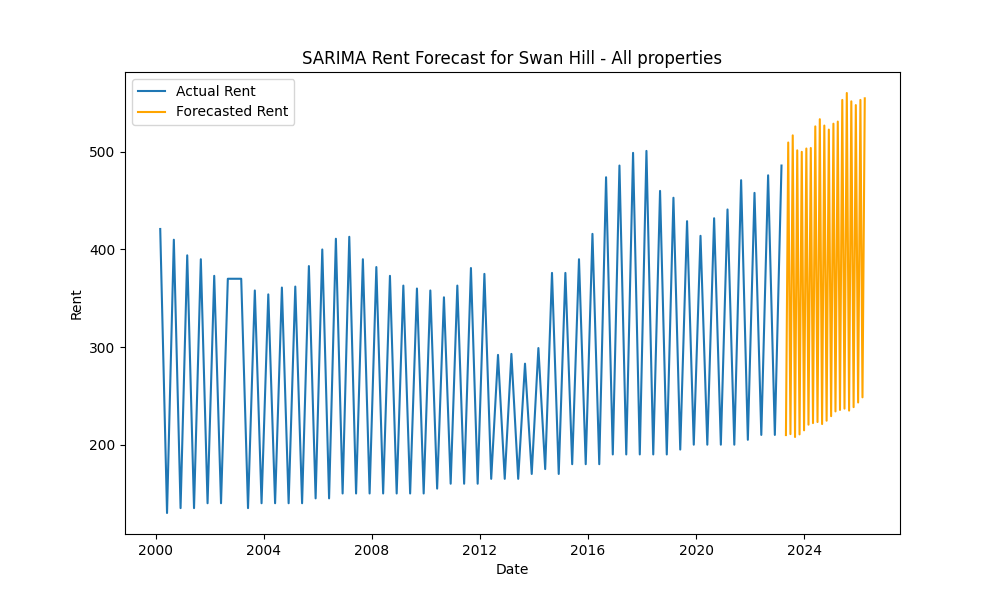 SARIMA Rent Forecast for Swan Hill - All properties
Actual Rent
Forecasted Rent
500
400
300
200
Rent
2000 2004 2008 2012 2016 2020 2024
Date